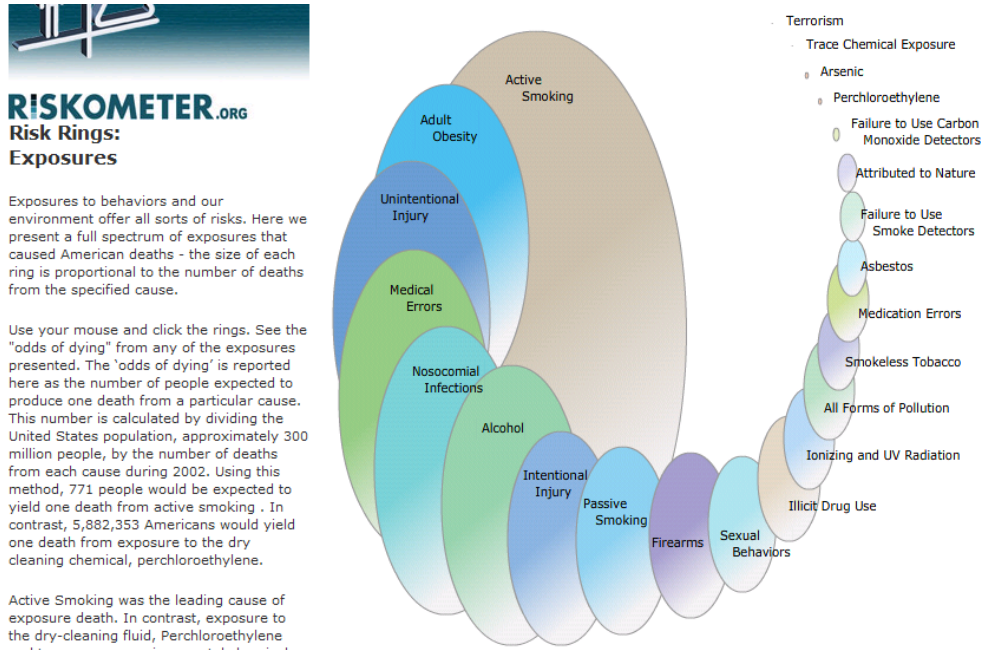 RISKOMETER.ORG
Risk Rings:
Exposures
Exposures to behaviors and our
environment offer all sorts of risks. Here we
present a full spectrum of exposures that
caused American deaths - the size of each
ring is proportional to the number of deaths
from the specified cause.
Use your mouse and click the rings. See the
"odds of dying" from any of the exposures
presented. The 'odds of dying' is reported
here as the number of people expected to
produce one death from a particular cause.
This number is calculated by dividing the
United States population, approximately 300
million people, by the number of deaths
from each cause during 2002. Using this
method, 771 people would be expected to
yield one death from active smoking . In
contrast, 5,882,353 Americans would yield
one death from exposure to the dry
cleaning chemical, perchloroethylene.
Active Smoking was the leading cause of
exposure death. In contrast, exposure to
the dry-cleaning fluid, Perchloroethylene
Active
Smoking
Adult
Obesity
Unintentional
Injury
Medical
Errors
Nosocomial
Infections
Alcohol
Intentional
Injury
Passive
Smoking
Firearms
Sexual
Behaviors
Illicit Drug Use
Ionizing and UV Radiation
All Forms of Pollution
Smokeless Tobacco
Medication Errors
Asbestos
Failure to Use
Smoke Detectors
Attributed to Nature
Failure to Use Carbon
Monoxide Detectors
Perchloroethylene
Arsenic
Trace Chemical Exposure
Terrorism